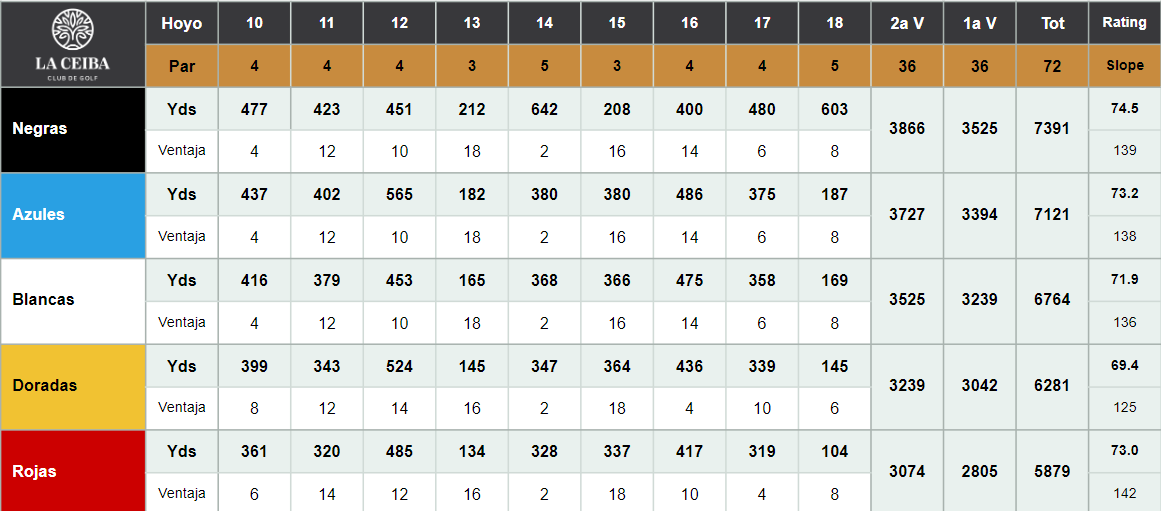 LA CEIBA
CLUB DE GOLF
Hoyo 10 11 12 13 14 15 16 17 18 2a V 1a V Tot Rating
Par 4 4 4 3 5 3 4 4 5 36 36 72 Slope
Negras
Yds 477 423 451 212 642 208 400 480 603 3866 3525 7391 74.5
Ventaja 4 12 10 18 2 16 14 6 8 139
Azules
Yds 437 402 565 182 380 380 486 375 187 3727 3394 7121 73.2
Ventaja 4 12 10 18 2 16 14 6 8 138
Blancas
Yds 416 379 453 165 368 366 475 358 169 3525 3239 6764 71.9
Ventaja 4 12 10 18 2 16 14 6 8 136
Doradas
Yds 399 343 524 145 347 364 436 339 145 3239 3042 6281 69.4
Ventaja 8 12 14 16 2 18 4 10 6 125
Rojas
Yds 361 320 485 134 328 337 417 319 104 3074 2805 5879 73.0
Ventaja 6 14 12 16 2 18 10 4 8 142